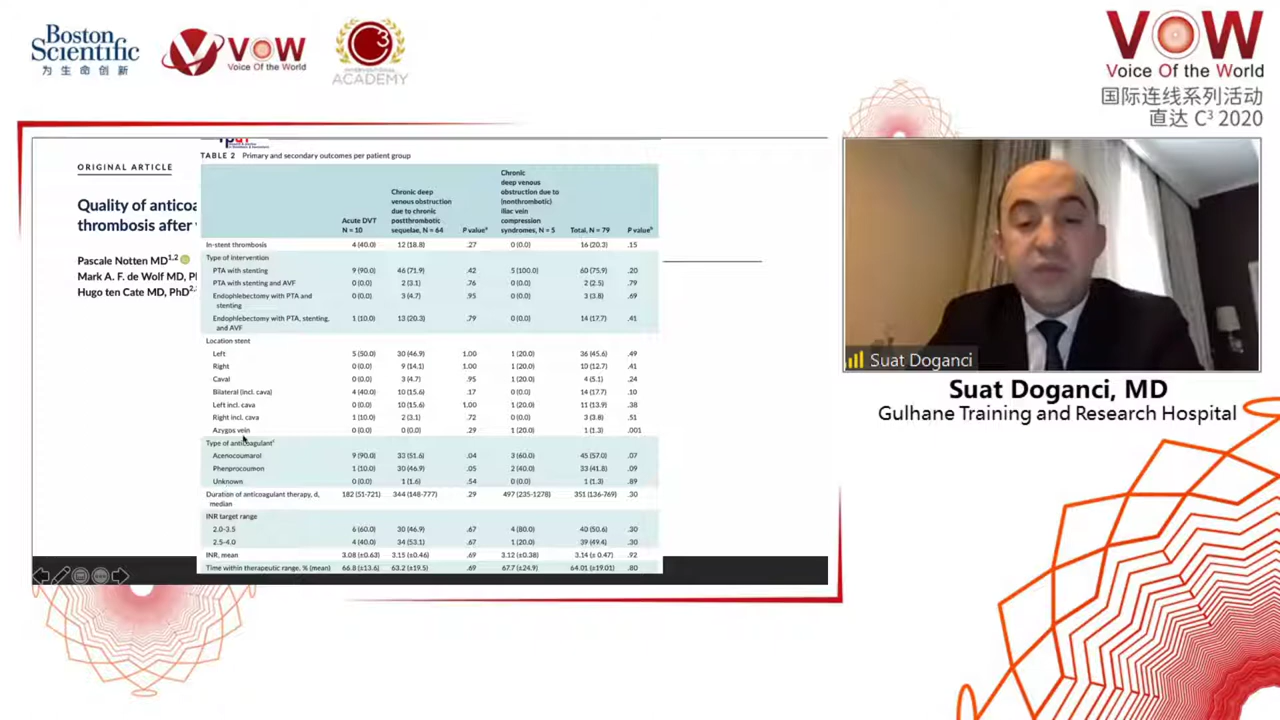 Boston
Scientific
为生命创新
VOW
Voice Of the World
C3
ACADEMY
VOW
Voice Of the World
国际连线系列活动
直达 C³ 2020
ORIGINAL ARTICLE
Quality of anticoa
thrombosis after
Pascale Notten MD1,2
Mark A. F. de Wolf MD, P
Hugo ten Cate MD, PhD2,
TABLE 2 Primary and secondary outcomes per patient group
Acute DVT N = 10
Chronic deep venous obstruction due to chronic postthrombotic sequelae, N = 64
P valueᵃ
Chronic deep venous obstruction due to (nonthrombotic) iliac vein compression syndromes, N = 5
Total, N = 79
P valueᵇ
In-stent thrombosis 4 (40.0) 12 (18.8) .27 0 (0.0) 16 (20.3) .15
Type of intervention
PTA with stenting 9 (90.0) 46 (71.9) .42 5 (100.0) 60 (75.9) .20
PTA with stenting and AVF 0 (0.0) 2 (3.1) .76 0 (0.0) 2 (2.5) .79
Endophlebectomy with PTA and stenting 0 (0.0) 3 (4.7) .95 0 (0.0) 3 (3.8) .69
Endophlebectomy with PTA, stenting, and AVF 1 (10.0) 13 (20.3) .79 0 (0.0) 14 (17.7) .41
Location stent
Left 5 (50.0) 30 (46.9) 1.00 1 (20.0) 36 (45.6) .49
Right 0 (0.0) 9 (14.1) 1.00 1 (20.0) 10 (12.7) .41
Caval 0 (0.0) 3 (4.7) .95 1 (20.0) 4 (5.1) .24
Bilateral (incl. cava) 4 (40.0) 10 (15.6) .17 0 (0.0) 14 (17.7) .10
Left incl. cava 0 (0.0) 10 (15.6) 1.00 1 (20.0) 11 (13.9) .38
Right incl. cava 1 (10.0) 2 (3.1) .72 0 (0.0) 3 (3.8) .51
Azygos vein 0 (0.0) 0 (0.0) .29 1 (20.0) 1 (1.3) .001
Type of anticoagulantᶜ
Acenocoumarol 9 (90.0) 33 (51.6) .04 3 (60.0) 45 (57.0) .07
Phenprocoumon 1 (10.0) 30 (46.9) .05 2 (40.0) 33 (41.8) .09
Unknown 0 (0.0) 1 (1.6) .54 0 (0.0) 1 (1.3) .89
Duration of anticoagulant therapy, d, median 182 (51-721) 344 (148-777) .29 497 (235-1278) 351 (136-769) .30
INR target range
2.0-3.5 6 (60.0) 30 (46.9) .67 4 (80.0) 40 (50.6) .30
2.5-4.0 4 (40.0) 34 (53.1) .67 1 (20.0) 39 (49.4) .30
INR, mean 3.08 (±0.63) 3.15 (±0.46) .69 3.12 (±0.38) 3.14 (± 0.47) .92
Time within therapeutic range, % (mean) 66.8 (±13.6) 63.2 (±19.5) .69 67.7 (±24.9) 64.01 (±19.01) .80
Suat Doganci
Suat Doganci, MD
Gulhane Training and Research Hospital